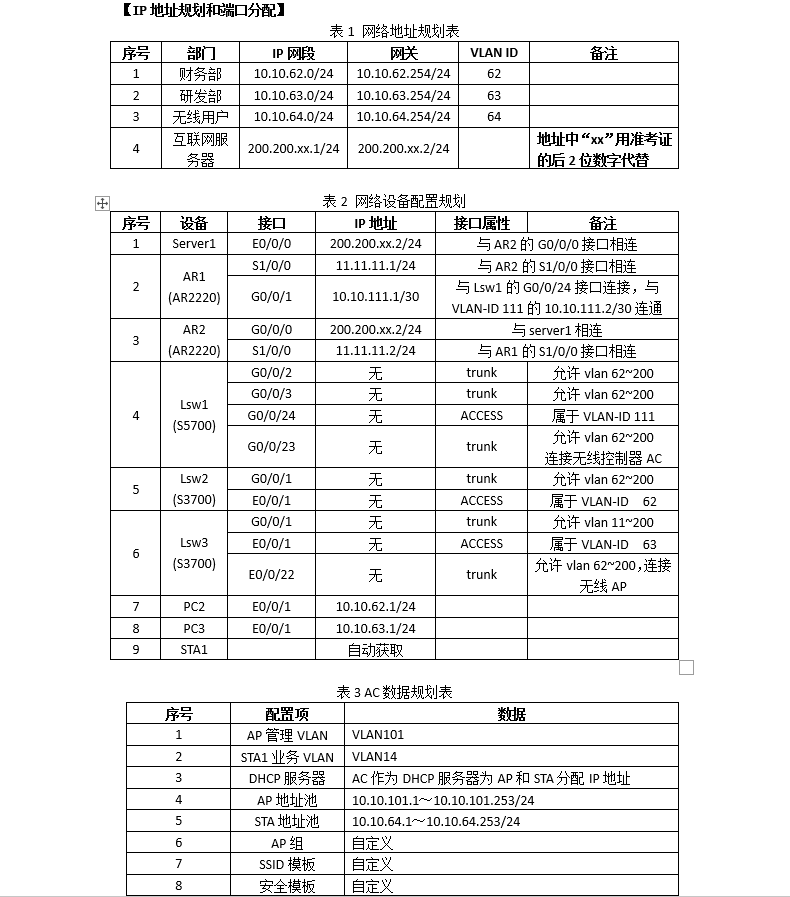 【IP 地址规划和端口分配】
表 1 网络地址规划表
序号 部门 IP 网段 网关 VLAN ID 备注
1 财务部 10.10.62.0/24 10.10.62.254/24 62
2 研发部 10.10.63.0/24 10.10.63.254/24 63
3 无线用户 10.10.64.0/24 10.10.64.254/24 64
4 互联网服务器 200.200.xx.1/24 200.200.xx.2/24 地址中“xx”用准考证的后 2 位数字代替
表 2 网络设备配置规划
序号 设备 接口 IP 地址 接口属性 备注
1 Server1 E0/0/0 200.200.xx.2/24 与 AR2 的 G0/0/0 接口相连
2 AR1 (AR2220) S1/0/0 11.11.11.1/24 与 AR2 的 S1/0/0 接口相连
G0/0/1 10.10.111.1/30 与 Lsw1 的 G0/0/24 接口连接，与 VLAN-ID 111 的 10.10.111.2/30 连通
3 AR2 (AR2220) G0/0/0 200.200.xx.2/24 与 server1 相连
S1/0/0 11.11.11.2/24 与 AR1 的 S1/0/0 接口相连
4 Lsw1 (S5700) G0/0/2 无 trunk 允许 vlan 62~200
G0/0/3 无 trunk 允许 vlan 62~200
G0/0/24 无 ACCESS 属于 VLAN-ID 111
G0/0/23 无 trunk 允许 vlan 62~200 连接无线控制器 AC
5 Lsw2 (S3700) G0/0/1 无 trunk 允许 vlan 62~200
E0/0/1 无 ACCESS 属于 VLAN-ID 62
6 Lsw3 (S3700) G0/0/1 无 trunk 允许 vlan 11~200
E0/0/1 无 ACCESS 属于 VLAN-ID 63
E0/0/22 无 trunk 允许 vlan 62~200，连接无线 AP
7 PC2 E0/0/1 10.10.62.1/24
8 PC3 E0/0/1 10.10.63.1/24
9 STA1 自动获取
表 3 AC 数据规划表
序号 配置项 数据
1 AP 管理 VLAN VLAN101
2 STA1 业务 VLAN VLAN14
3 DHCP 服务器 AC 作为 DHCP 服务器为 AP 和 STA 分配 IP 地址
4 AP 地址池 10.10.101.1～10.10.101.253/24
5 STA 地址池 10.10.64.1～10.10.64.253/24
6 AP 组 自定义
7 SSID 模板 自定义
8 安全模板 自定义